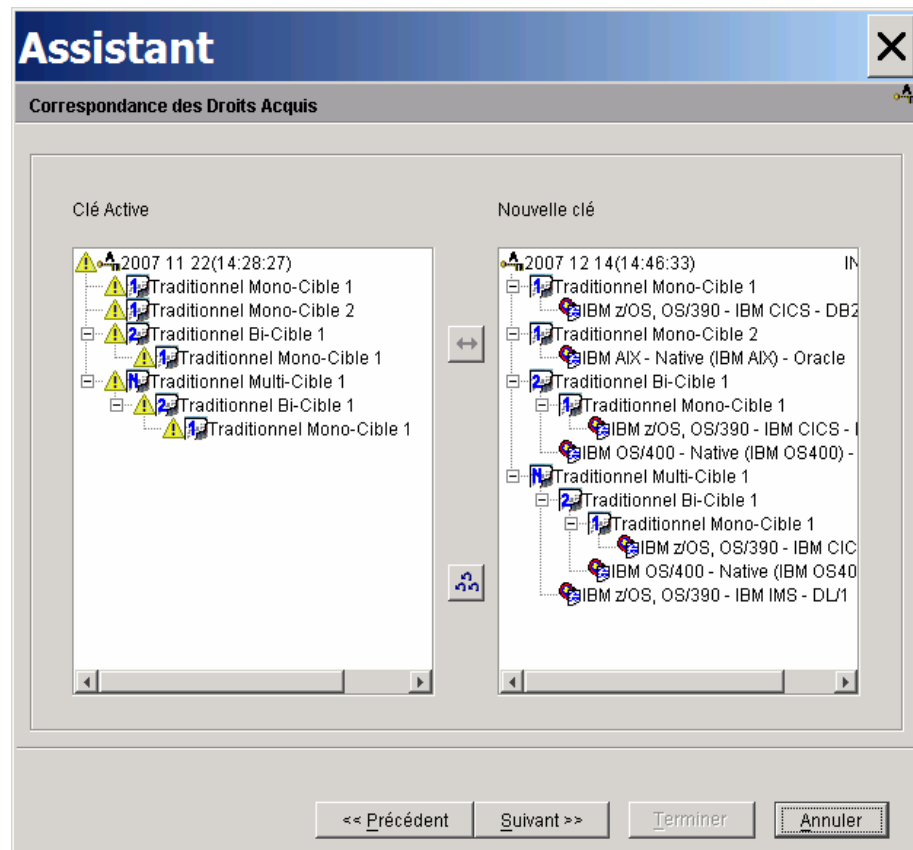 Assistant
Correspondance des Droits Acquis
Clé Active
2007 11 22(14:28:27)
Traditionnel Mono-Cible 1
Traditionnel Mono-Cible 2
Traditionnel Bi-Cible 1
Traditionnel Mono-Cible 1
Traditionnel Multi-Cible 1
Traditionnel Bi-Cible 1
Traditionnel Mono-Cible 1
Nouvelle clé
2007 12 14(14:46:33) IN
Traditionnel Mono-Cible 1
IBM z/OS, OS/390 - IBM CICS - DB2
Traditionnel Mono-Cible 2
IBM AIX - Native (IBM AIX) - Oracle
Traditionnel Bi-Cible 1
Traditionnel Mono-Cible 1
IBM z/OS, OS/390 - IBM CICS -
IBM OS/400 - Native (IBM OS400) -
Traditionnel Multi-Cible 1
Traditionnel Bi-Cible 1
Traditionnel Mono-Cible 1
IBM z/OS, OS/390 - IBM CIC
IBM OS/400 - Native (IBM OS40
IBM z/OS, OS/390 - IBM IMS - DL/1
<< Précédent
Suivant >>
Terminer
Annuler